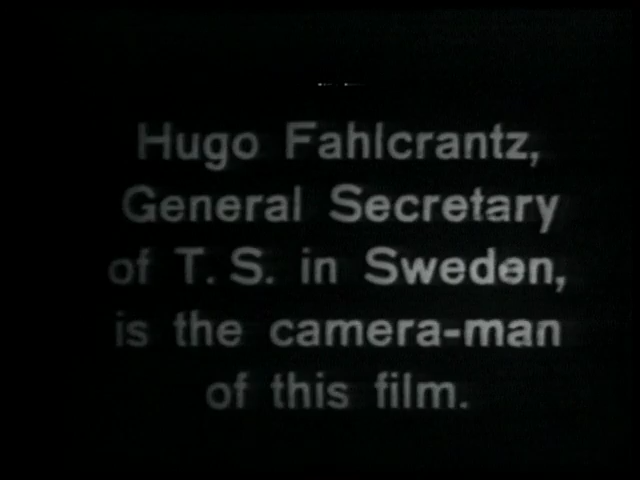 Hugo Fahlcrantz,
General Secretary
of T. S. in Sweden,
is the camera-man
of this film.